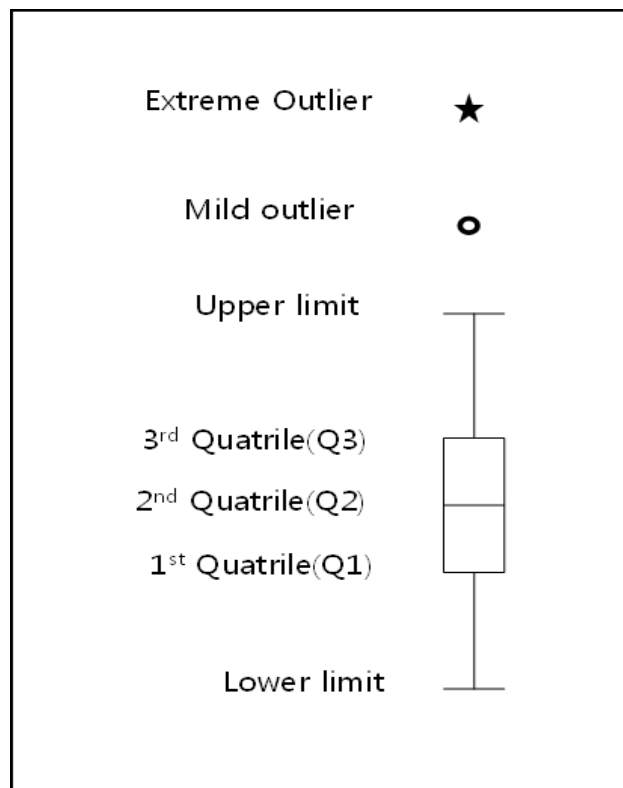 Extreme Outlier
Mild outlier
Upper limit
3rd Quatrile(Q3)
2nd Quatrile(Q2)
1st Quatrile(Q1)
Lower limit